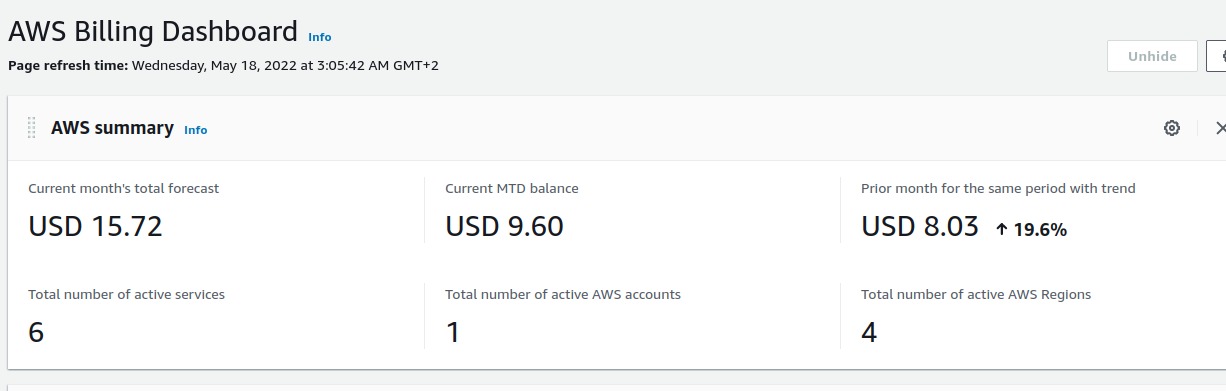 AWS Billing Dashboard Info
Page refresh time: Wednesday, May 18, 2022 at 3:05:42 AM GMT+2
Unhide
AWS summary Info
Current month's total forecast
USD 15.72
Current MTD balance
USD 9.60
Prior month for the same period with trend
USD 8.03 ↑ 19.6%
Total number of active services
6
Total number of active AWS accounts
1
Total number of active AWS Regions
4